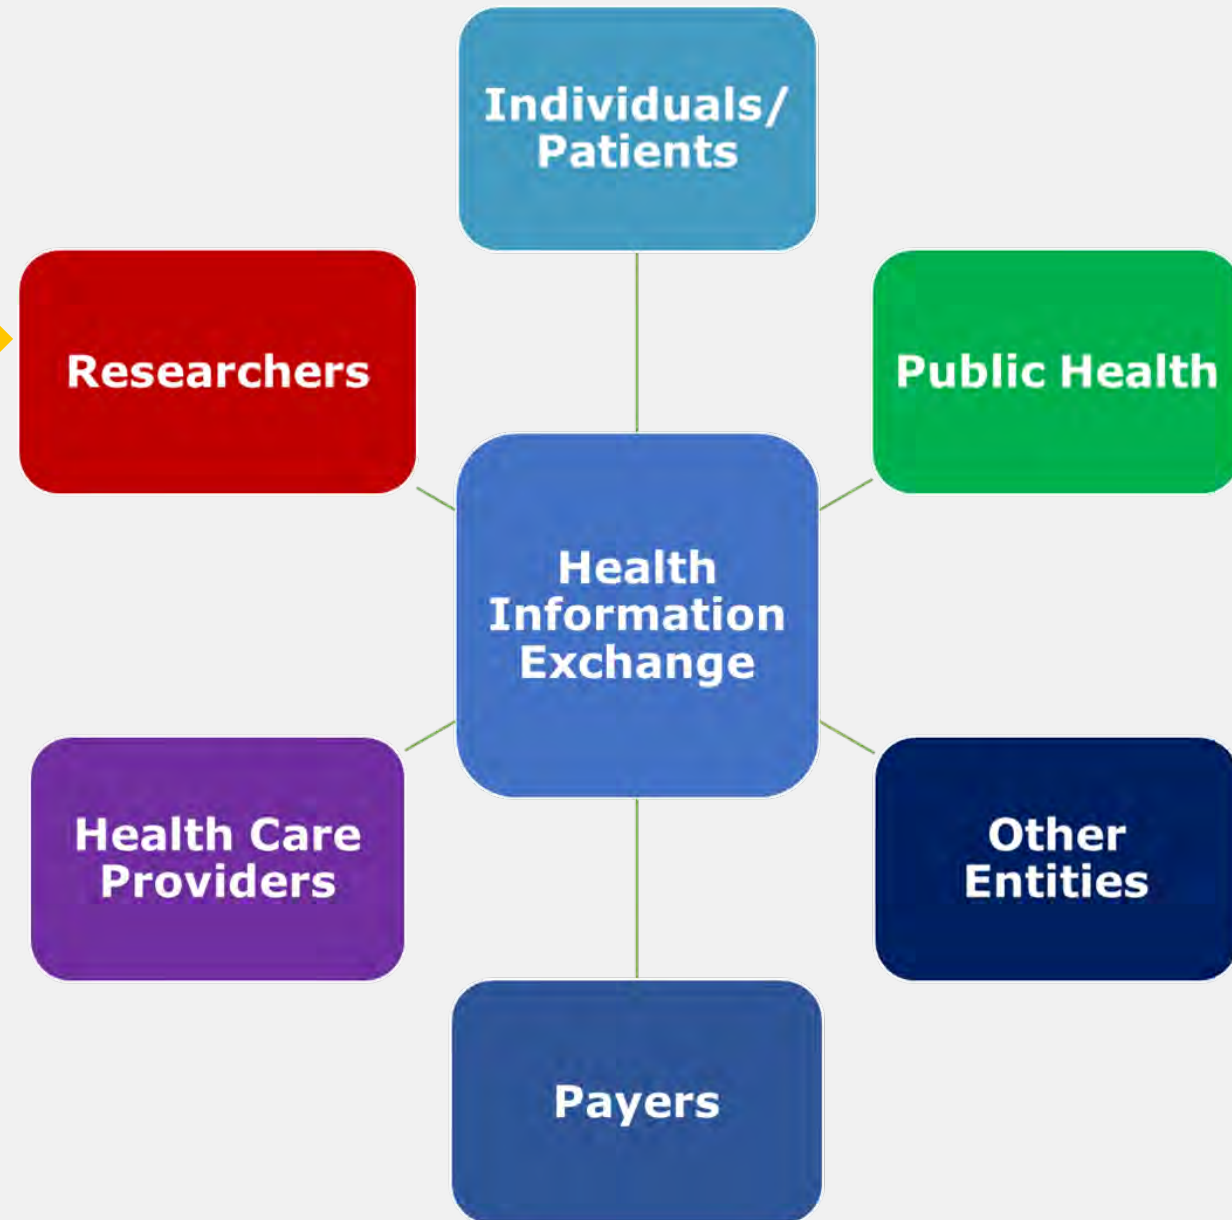 Individuals/
Patients
Researchers
Public Health
Health
Information
Exchange
Health Care
Providers
Other
Entities
Payers